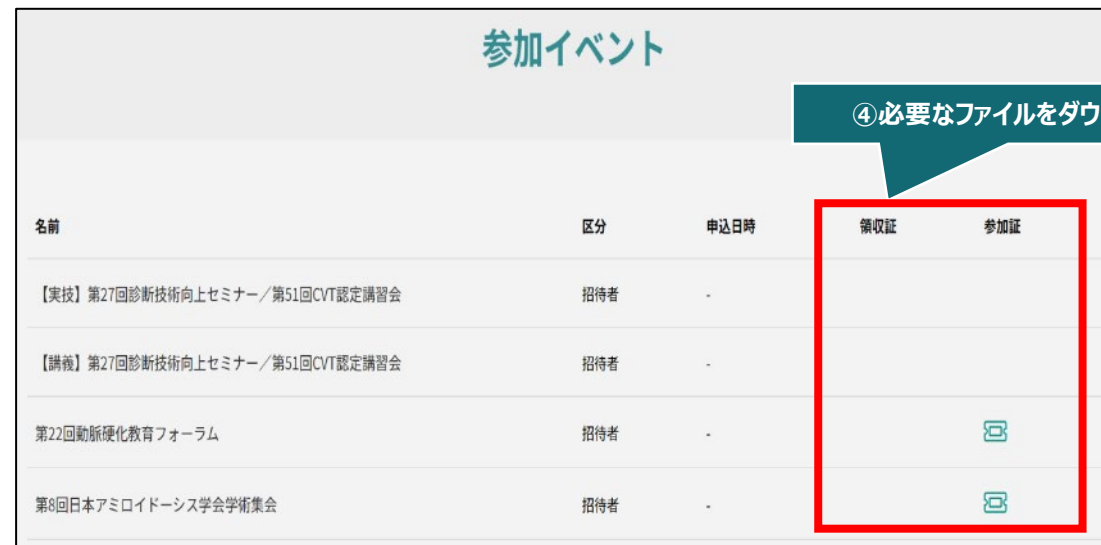 参加イベント
④必要なファイルをダウ
名前 区分 申込日時 領収証 参加証
【実技】第27回診断技術向上セミナー／第51回CVT認定講習会 招待者 -
【講義】第27回診断技術向上セミナー／第51回CVT認定講習会 招待者 -
第22回動脈硬化教育フォーラム 招待者 -
第8回日本アミロイドーシス学会学術集会 招待者 -